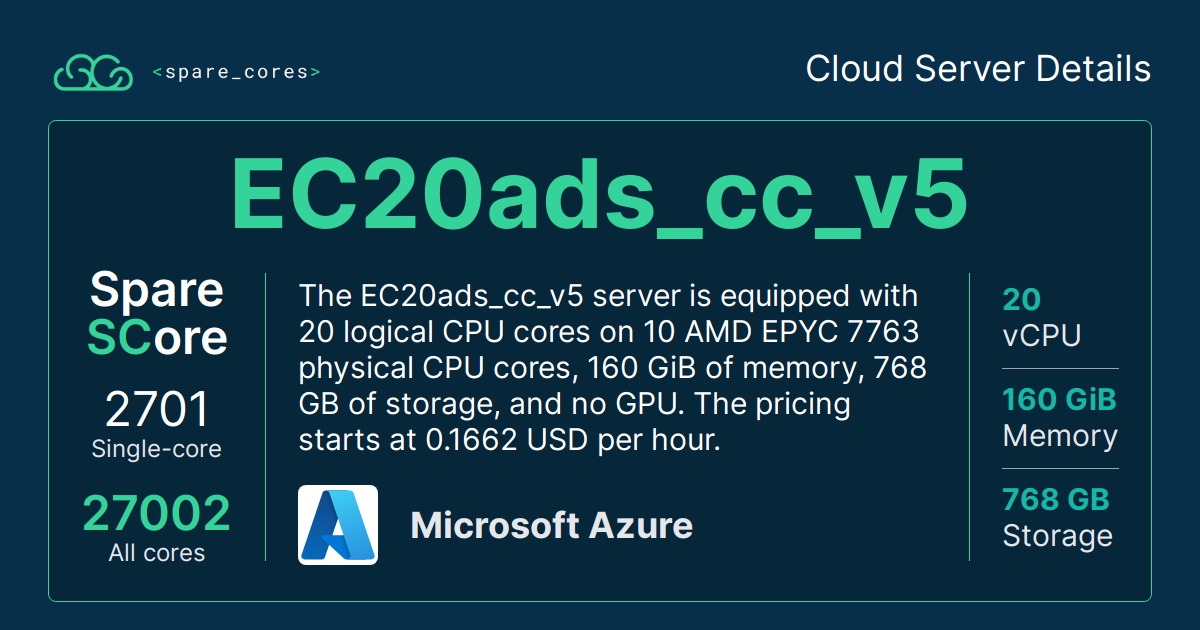 <spare_cores>
Cloud Server Details
EC20ads_cc_v5
Spare
SCore
2701
Single-core
27002
All cores
The EC20ads_cc_v5 server is equipped with
20 logical CPU cores on 10 AMD EPYC 7763
physical CPU cores, 160 GiB of memory, 768
GB of storage, and no GPU. The pricing
starts at 0.1662 USD per hour.
Microsoft Azure
20
vCPU
160 GiB
Memory
768 GB
Storage